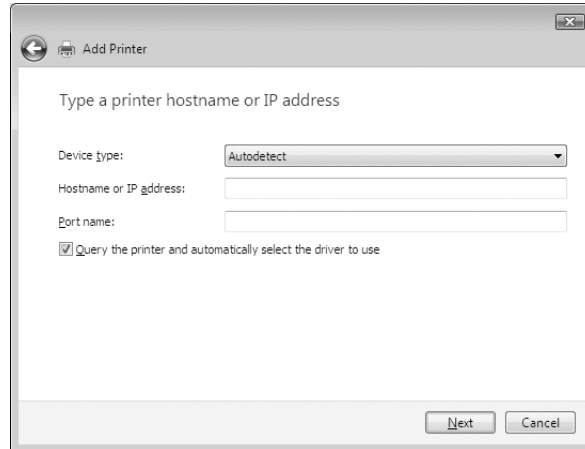 Add Printer
Type a printer hostname or IP address
Device type: Autodetect
Hostname or IP address:
Port name:
Query the printer and automatically select the driver to use
Next Cancel